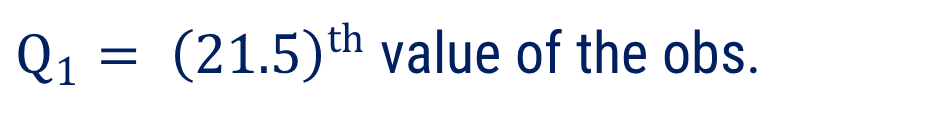 Q₁ = (21.5)ᵗʰ value of the obs.